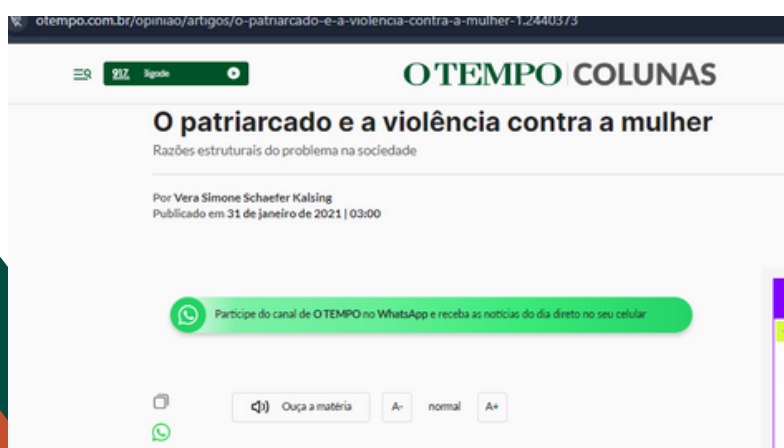 otempo.com.br/opiniao/artigos/o-patriarcado-e-a-violencia-contra-a-mulher-1.2440373
91.7
O TEMPO COLUNAS
O patriarcado e a violência contra a mulher
Razões estruturais do problema na sociedade
Por Vera Simone Schaefer Kalsing
Publicado em 31 de janeiro de 2021 | 03:00
Participe do canal de O TEMPO no WhatsApp e receba as notícias do dia direto no seu celular
Ouça a matéria A- normal A+